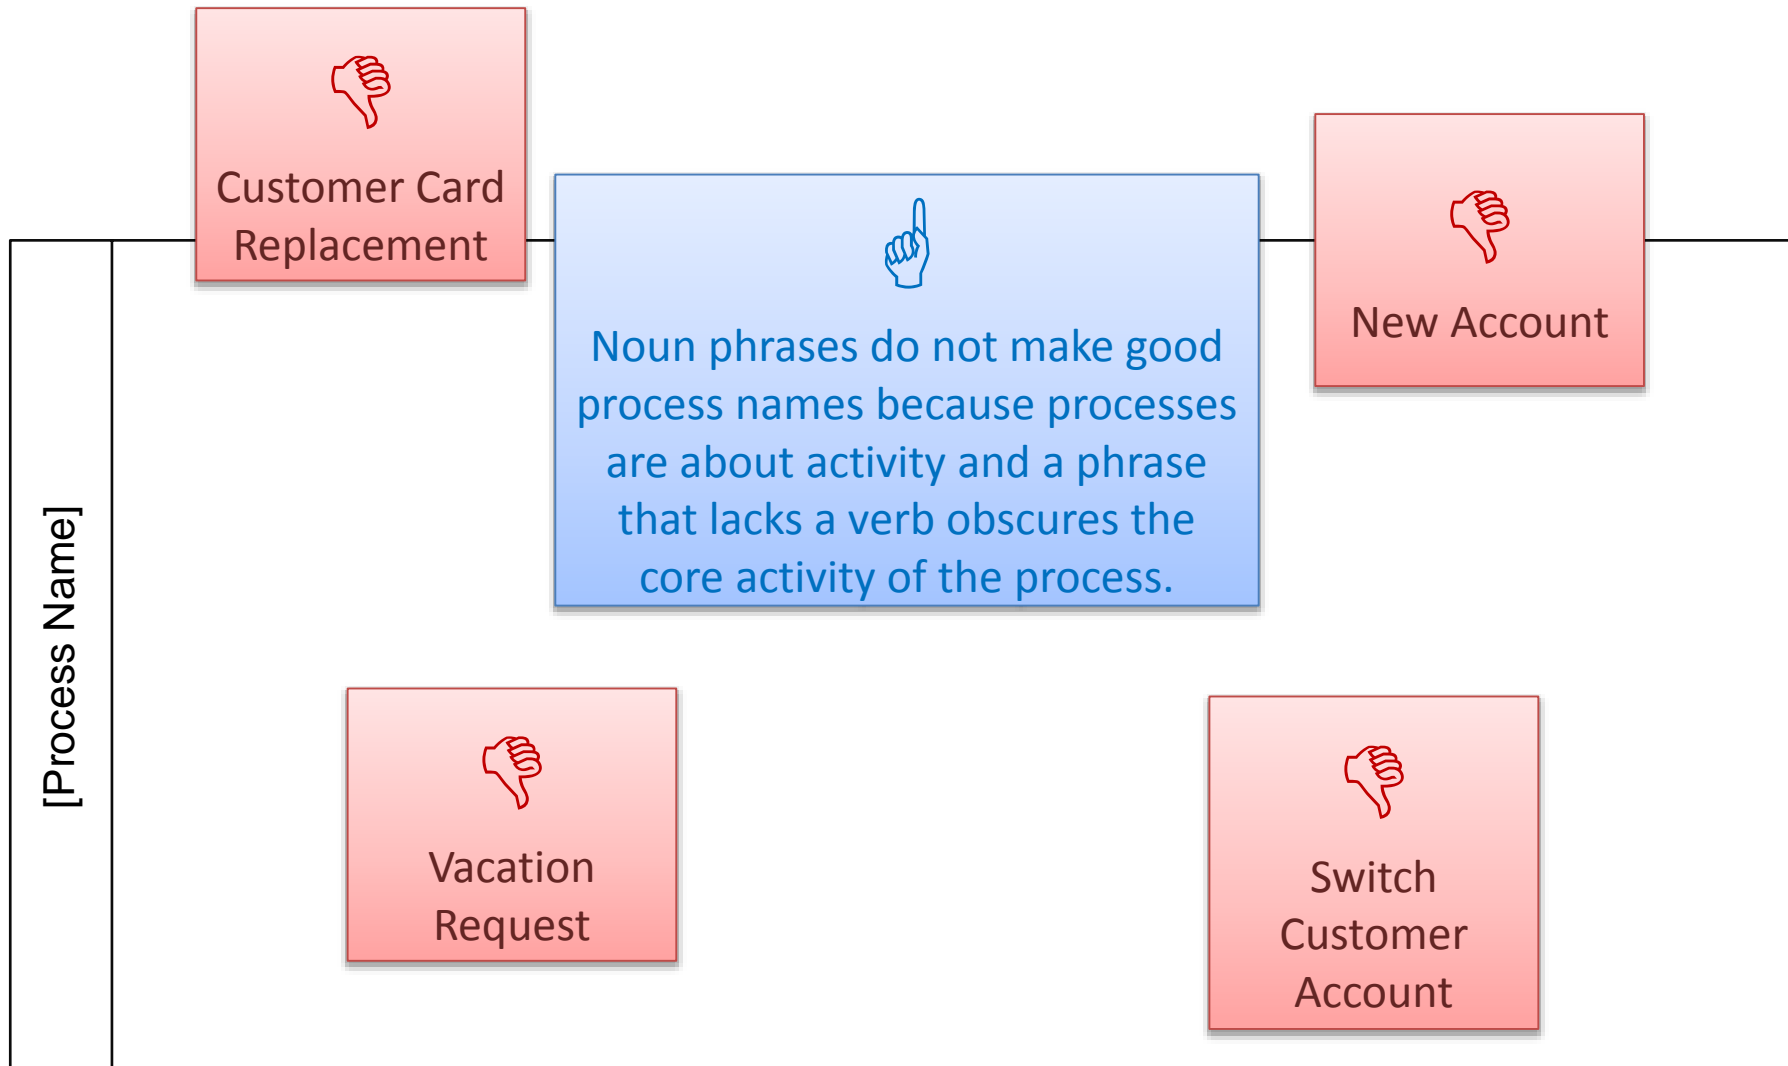 Customer Card
Replacement
Noun phrases do not make good
process names because processes
are about activity and a phrase
that lacks a verb obscures the
core activity of the process.
New Account
[Process Name]
Vacation
Request
Switch
Customer
Account